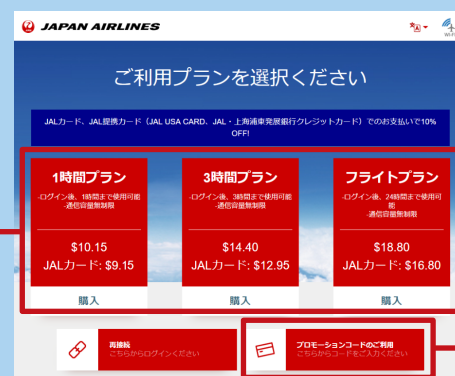 JAPAN AIRLINES
Wi-Fi
ご利用プランを選択ください
JALカード、JAL提携カード（JAL USA CARD、JAL・上海浦東発展銀行クレジットカード）でのお支払いで10%
OFF!
1時間プラン
-ログイン後、1時間まで使用可能
-通信容量無制限
$10.15
JALカード: $9.15
購入
3時間プラン
-ログイン後、3時間まで使用可能
-通信容量無制限
$14.40
JALカード: $12.95
購入
フライトプラン
-ログイン後、24時間まで使用可
能
-通信容量無制限
$18.80
JALカード: $16.80
購入
再接続
こちらからログインください
プロモーションコードのご利用
こちらからコードをご入力ください